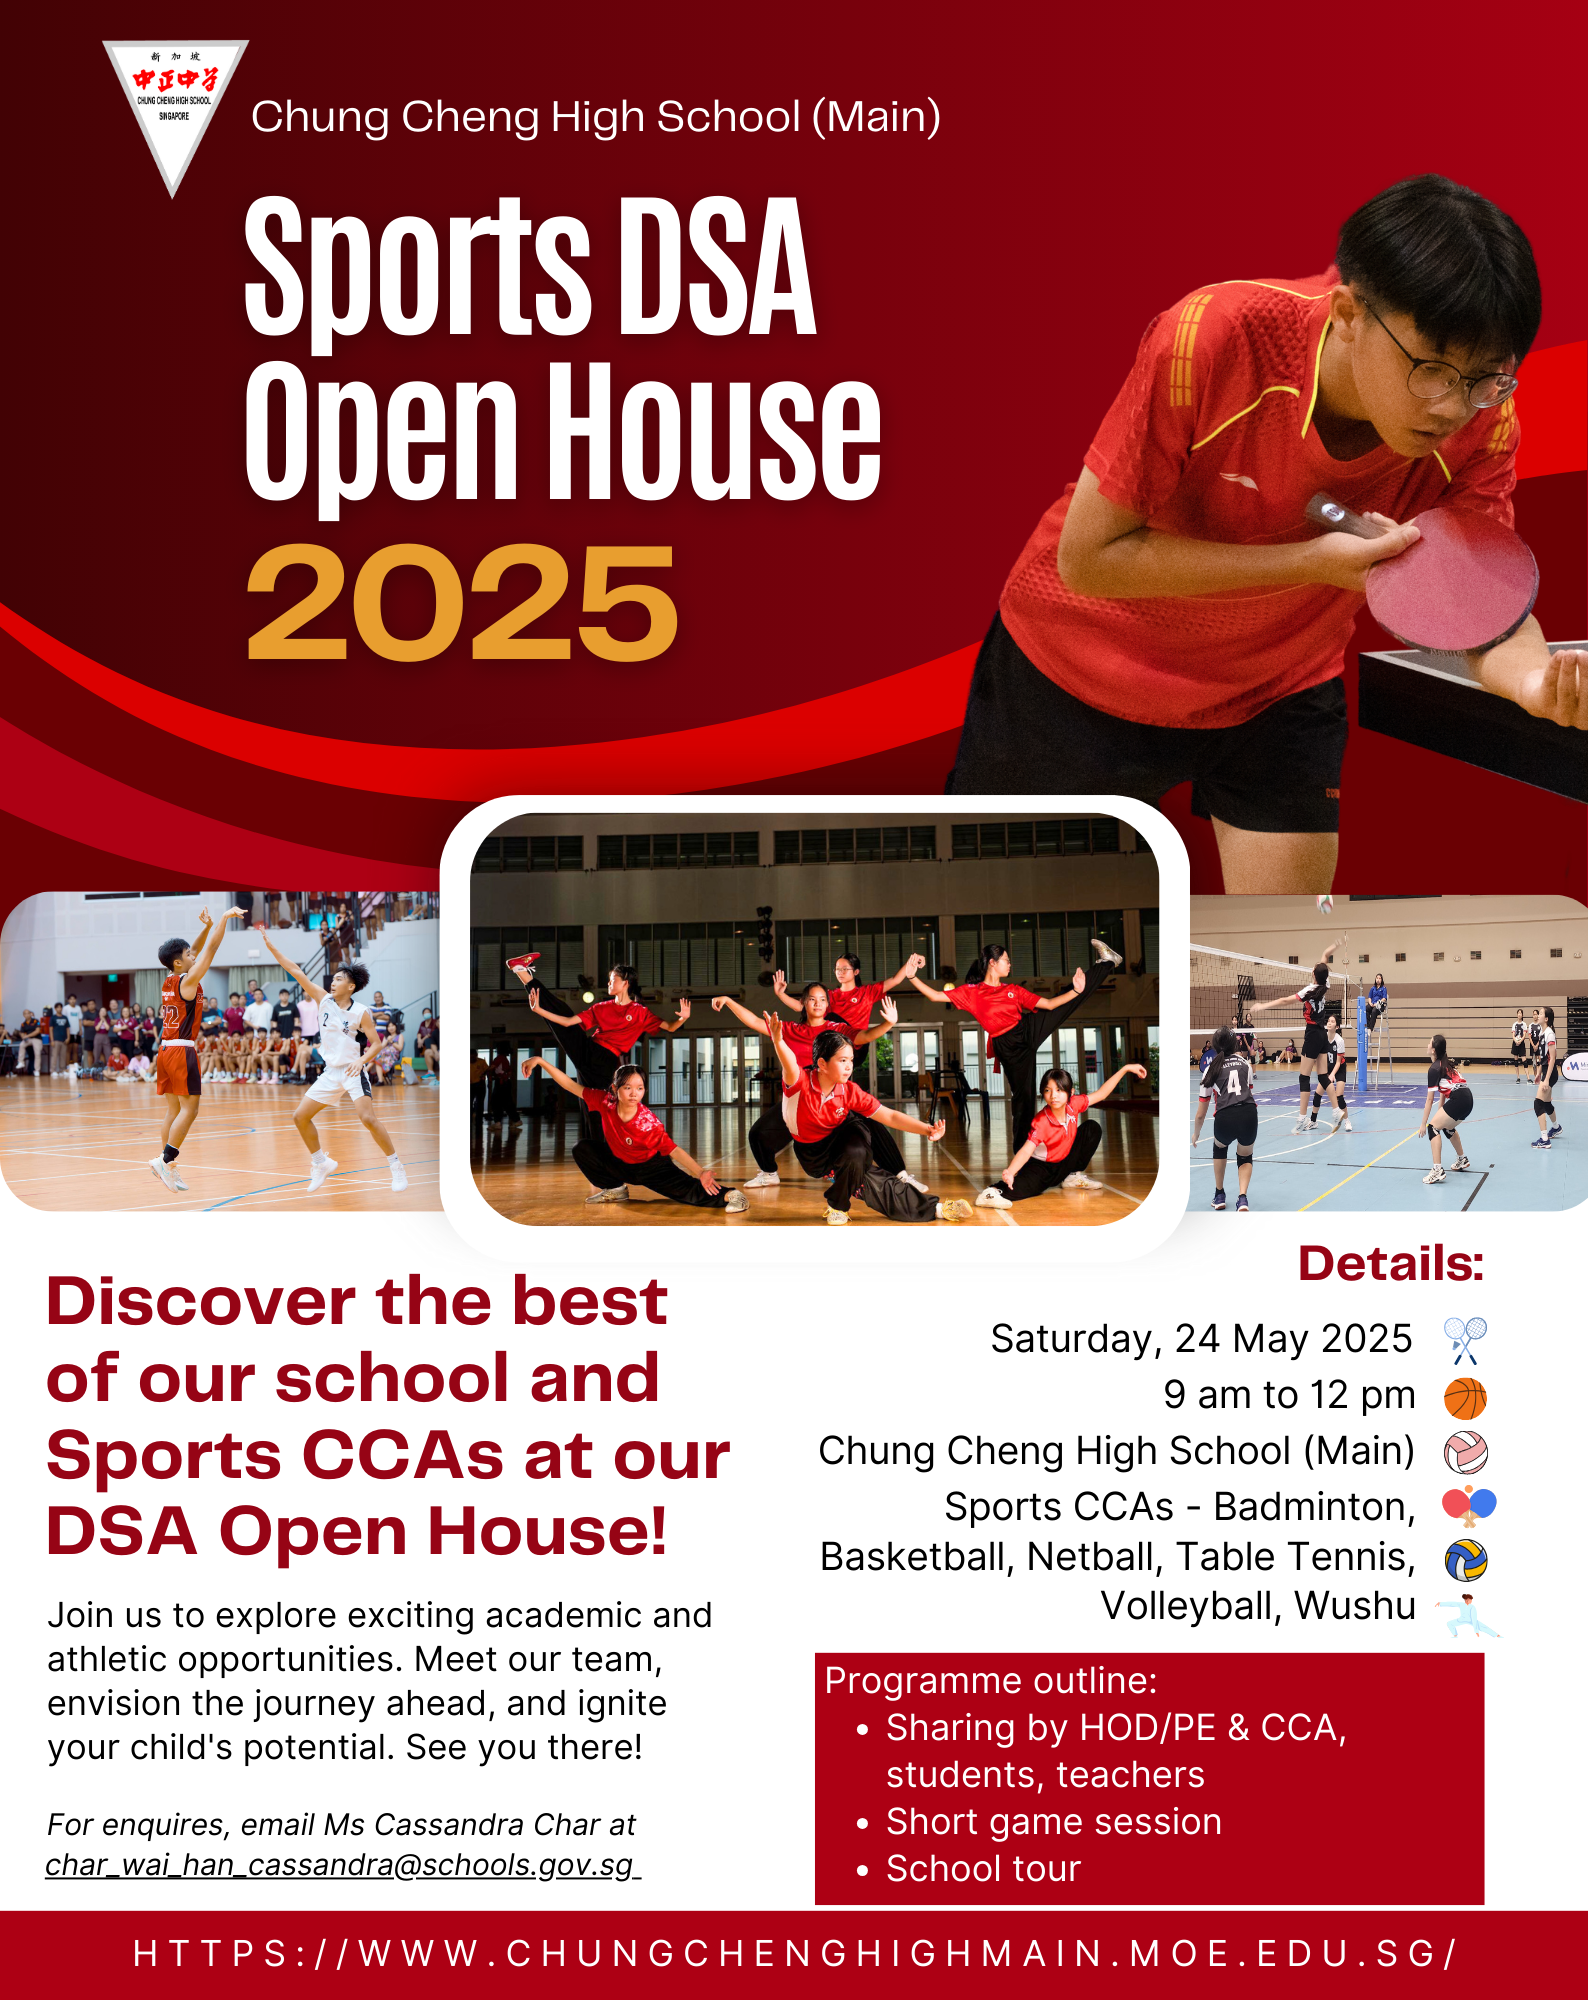 新 加 坡
中正中学
CHUNG CHENG HIGH SCHOOL
SINGAPORE
Chung Cheng High School (Main)
Sports DSA
Open House
2025
22
2
4
Discover the best
of our school and
Sports CCAs at our
DSA Open House!
Join us to explore exciting academic and
athletic opportunities. Meet our team,
envision the journey ahead, and ignite
your child's potential. See you there!
For enquires, email Ms Cassandra Char at
char_wai_han_cassandra@schools.gov.sg
Details:
Saturday, 24 May 2025
9 am to 12 pm
Chung Cheng High School (Main)
Sports CCAs - Badminton,
Basketball, Netball, Table Tennis,
Volleyball, Wushu
Programme outline:
• Sharing by HOD/PE & CCA,
students, teachers
• Short game session
• School tour
HTTPS://WWW.CHUNGCHENGHIGHMAIN.MOE.EDU.SG/